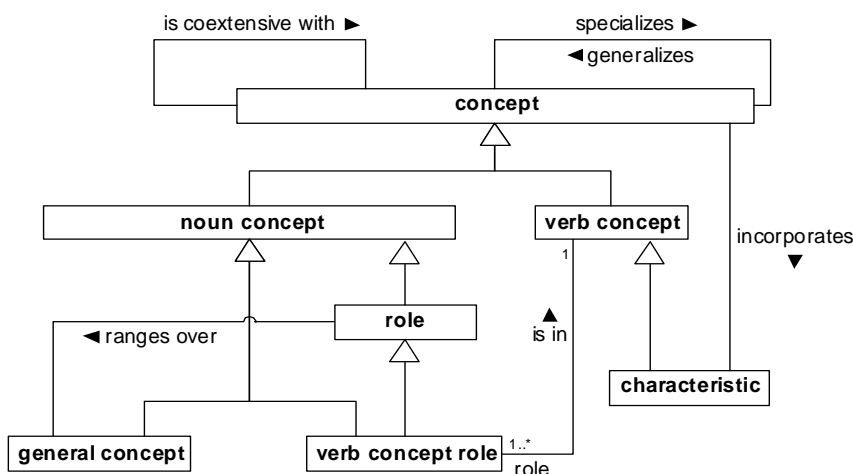 is coextensive with ►
specializes ►
◄ generalizes
concept
noun concept
verb concept
incorporates
▼
1
role
▲
is in
◄ ranges over
characteristic
general concept
verb concept role
1..*
role